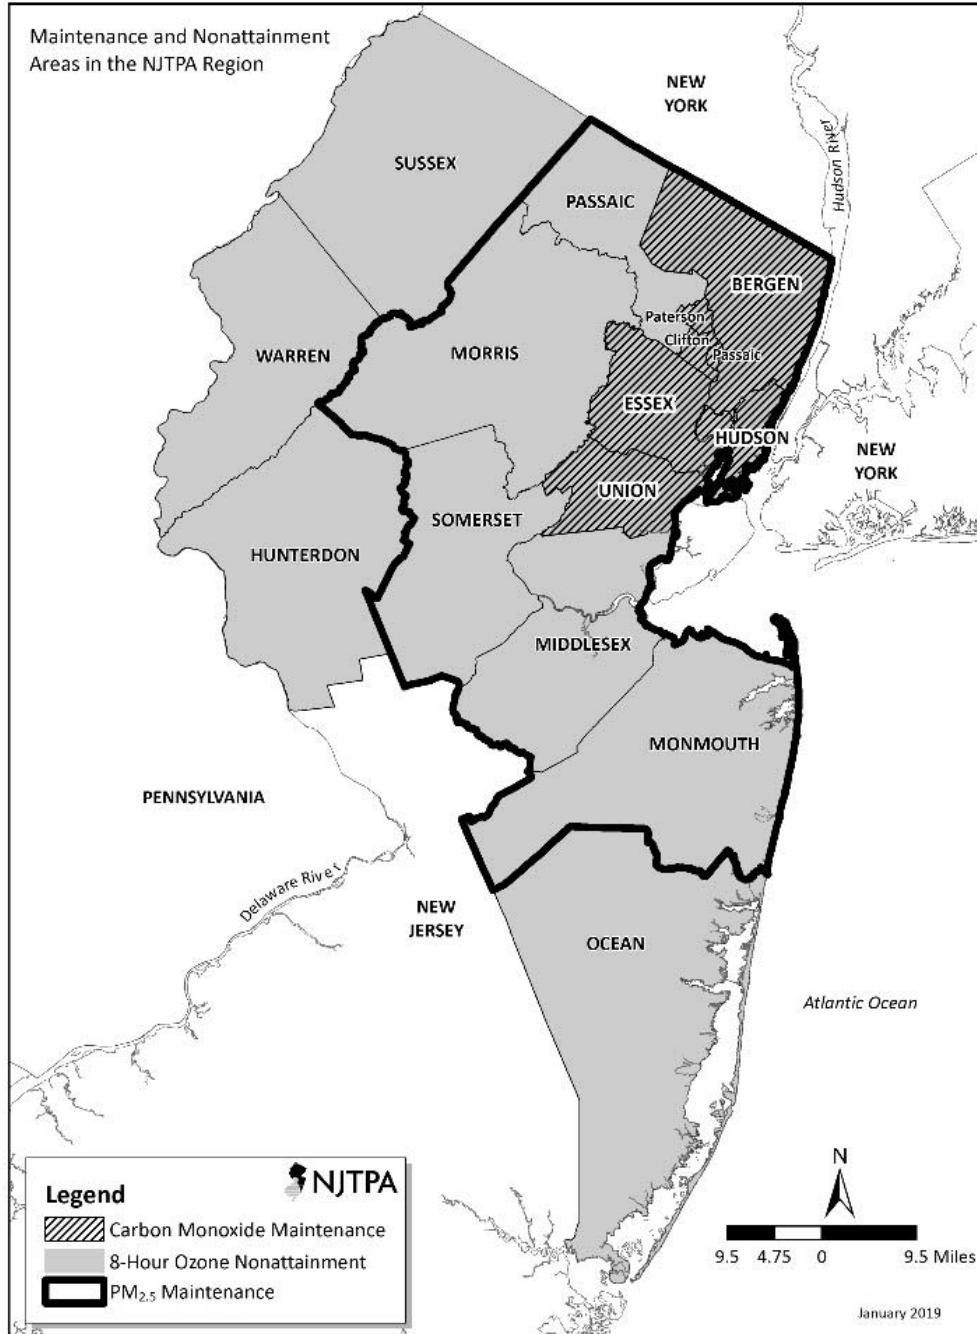 Maintenance and Nonattainment
Areas in the NJTPA Region
NEW
YORK
Hudson River
SUSSEX
PASSAIC
BERGEN
Paterson
Clifton
Passaic
WARREN
MORRIS
ESSEX
HUDSON
NEW
YORK
UNION
SOMERSET
HUNTERDON
MIDDLESEX
MONMOUTH
PENNSYLVANIA
Delaware River
NEW
JERSEY
OCEAN
Atlantic Ocean
NJTPA
Legend
Carbon Monoxide Maintenance
8-Hour Ozone Nonattainment
PM2.5 Maintenance
N
9.5 4.75 0 9.5 Miles
January 2019